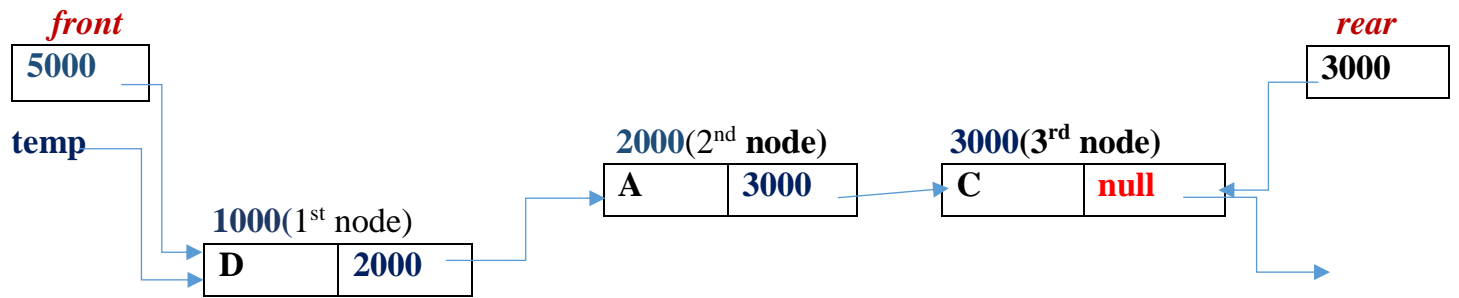 front
rear
5000
3000
temp
2000(2nd node)
3000(3rd node)
A 3000
C null
1000(1st node)
D 2000